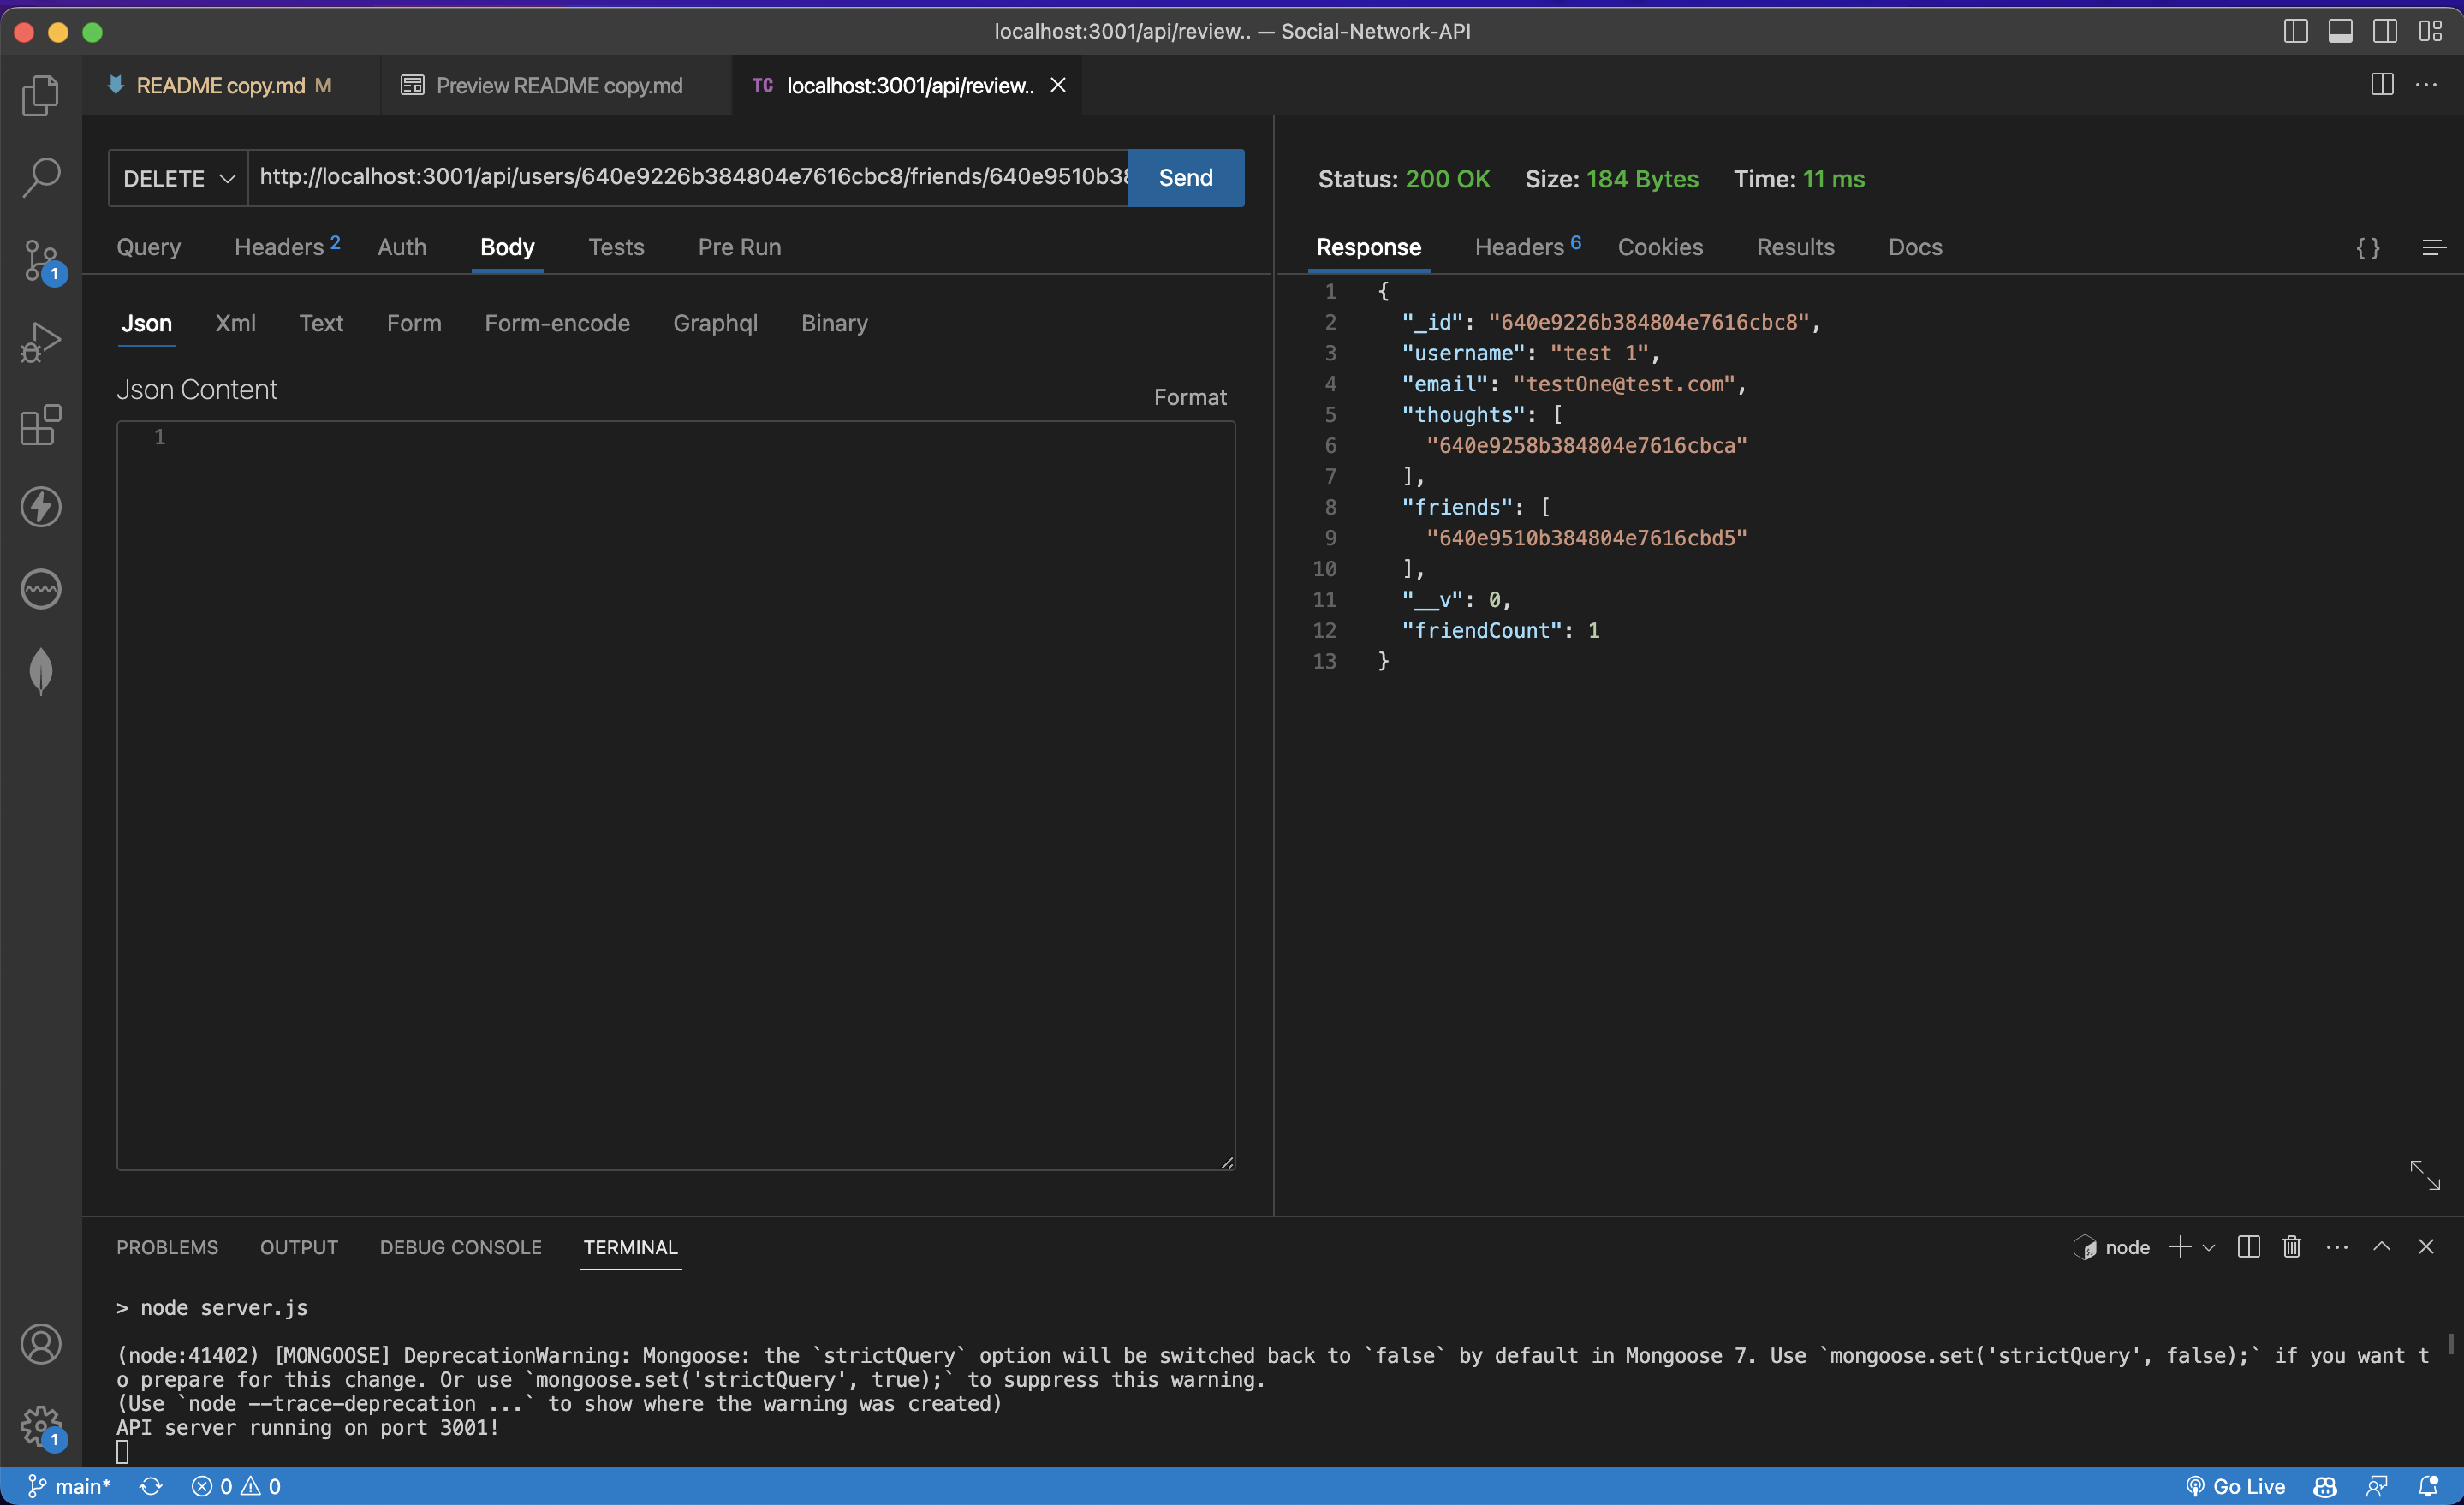 localhost:3001/api/review.. — Social-Network-API
README copy.md M
Preview README copy.md
TC localhost:3001/api/review..
DELETE http://localhost:3001/api/users/640e9226b384804e7616cbc8/friends/640e9510b38 Send
Query Headers 2 Auth Body Tests Pre Run
Json Xml Text Form Form-encode Graphql Binary
Json Content
Format
1
Status: 200 OK Size: 184 Bytes Time: 11 ms
Response Headers 6 Cookies Results Docs {}
1 {
2 "_id": "640e9226b384804e7616cbc8",
3 "username": "test 1",
4 "email": "testOne@test.com",
5 "thoughts": [
6 "640e9258b384804e7616cbca"
7 ],
8 "friends": [
9 "640e9510b384804e7616cbd5"
10 ],
11 "__v": 0,
12 "friendCount": 1
13 }
1
1
PROBLEMS OUTPUT DEBUG CONSOLE TERMINAL
node
> node server.js
(node:41402) [MONGOOSE] DeprecationWarning: Mongoose: the `strictQuery` option will be switched back to `false` by default in Mongoose 7. Use `mongoose.set('strictQuery', false);` if you want t
o prepare for this change. Or use `mongoose.set('strictQuery', true);` to suppress this warning.
(Use `node --trace-deprecation ...` to show where the warning was created)
API server running on port 3001!
main* 0 0 Go Live